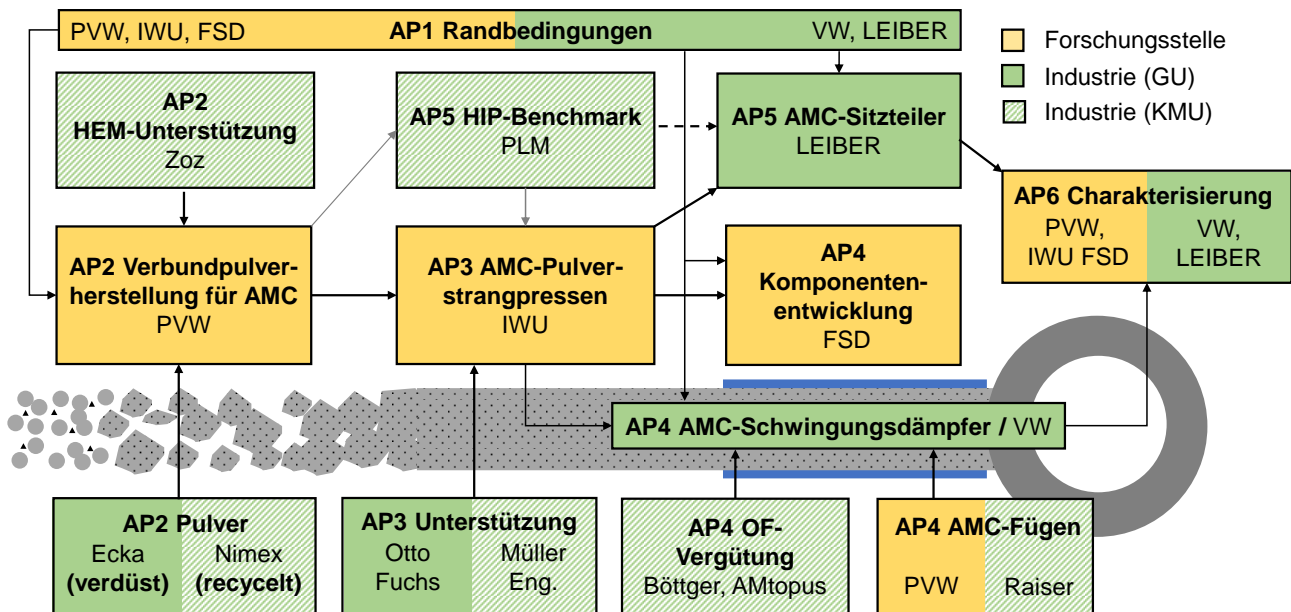 PVW, IWU, FSD AP1 Randbedingungen VW, LEIBER
Forschungsstelle
Industrie (GU)
Industrie (KMU)
AP2
HEM-Unterstützung
Zoz
AP5 HIP-Benchmark
PLM
AP5 AMC-Sitzteiler
LEIBER
AP6 Charakterisierung
PVW,
IWU FSD
VW,
LEIBER
AP2 Verbundpulver-
herstellung für AMC
PVW
AP3 AMC-Pulver-
strangpressen
IWU
AP4
Komponenten-
entwicklung
FSD
AP4 AMC-Schwingungsdämpfer / VW
AP2 Pulver
Ecka
(verdüst)
Nimex
(recycelt)
AP3 Unterstützung
Otto
Fuchs
Müller
Eng.
AP4 OF-
Vergütung
Böttger, AMtopus
AP4 AMC-Fügen
PVW
Raiser